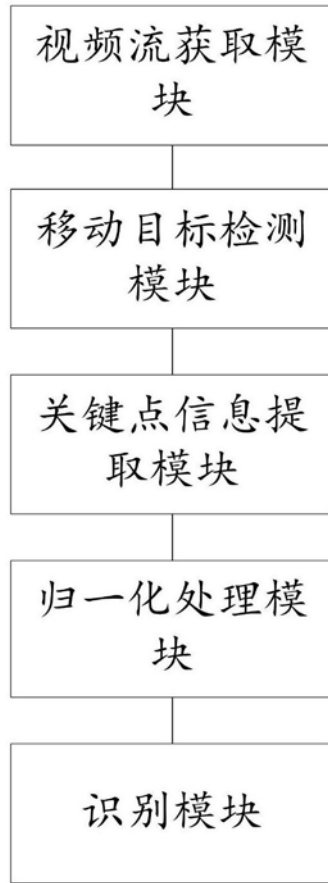 视频流获取模
块
移动目标检测
模块
关键点信息提
取模块
归一化处理模
块
识别模块